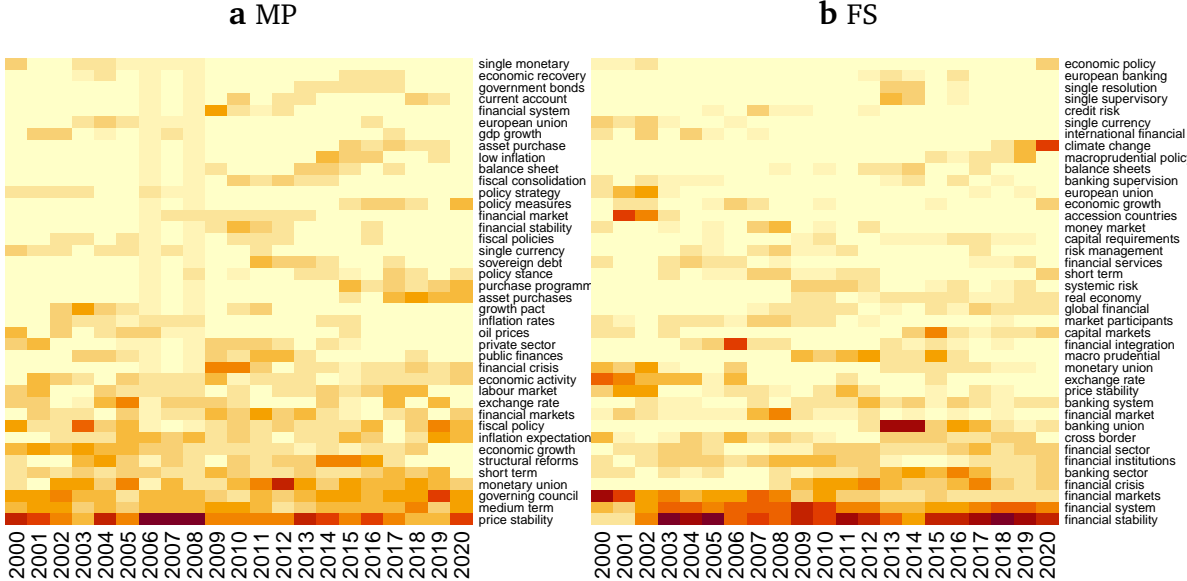 a MP
single monetary
economic recovery
government bonds
current account
financial system
european union
gdp growth
asset purchase
low inflation
balance sheet
fiscal consolidation
policy strategy
policy measures
financial market
financial stability
fiscal policies
single currency
sovereign debt
policy stance
purchase programm
asset purchases
growth pact
inflation rates
oil prices
private sector
public finances
financial crisis
economic activity
labour market
exchange rate
financial markets
fiscal policy
inflation expectation
economic growth
structural reforms
short term
monetary union
governing council
medium term
price stability
2000 2001 2002 2003 2004 2005 2006 2007 2008 2009 2010 2011 2012 2013 2014 2015 2016 2017 2018 2019 2020
b FS
economic policy
european banking
single resolution
single supervisory
credit risk
single currency
international financial
climate change
macroprudential polic
balance sheets
banking supervision
european union
economic growth
accession countries
money market
capital requirements
risk management
financial services
short term
systemic risk
real economy
global financial
market participants
capital markets
financial integration
macro prudential
monetary union
exchange rate
price stability
banking system
financial market
banking union
cross border
financial sector
financial institutions
banking sector
financial crisis
financial markets
financial system
financial stability
2000 2001 2002 2003 2004 2005 2006 2007 2008 2009 2010 2011 2012 2013 2014 2015 2016 2017 2018 2019 2020